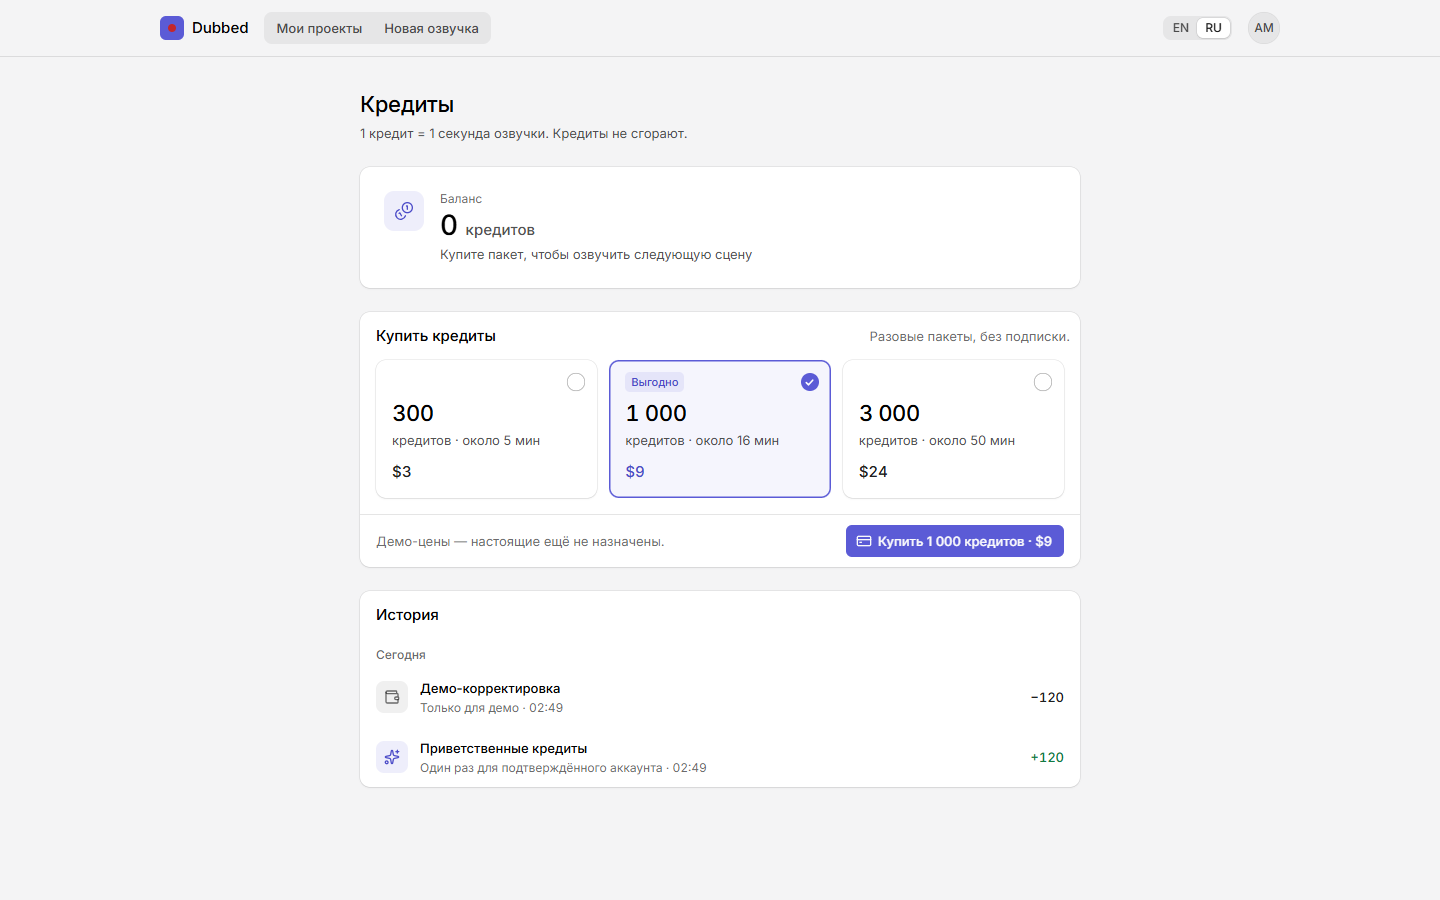 Dubbed
Мои проекты
Новая озвучка
EN
RU
AM
Кредиты
1 кредит = 1 секунда озвучки. Кредиты не сгорают.
Баланс
0 кредитов
Купите пакет, чтобы озвучить следующую сцену
Купить кредиты
Разовые пакеты, без подписки.
300
кредитов · около 5 мин
$3
Выгодно
1 000
кредитов · около 16 мин
$9
3 000
кредитов · около 50 мин
$24
Демо-цены — настоящие ещё не назначены.
Купить 1 000 кредитов · $9
История
Сегодня
Демо-корректировка
Только для демо · 02:49
−120
Приветственные кредиты
Один раз для подтверждённого аккаунта · 02:49
+120